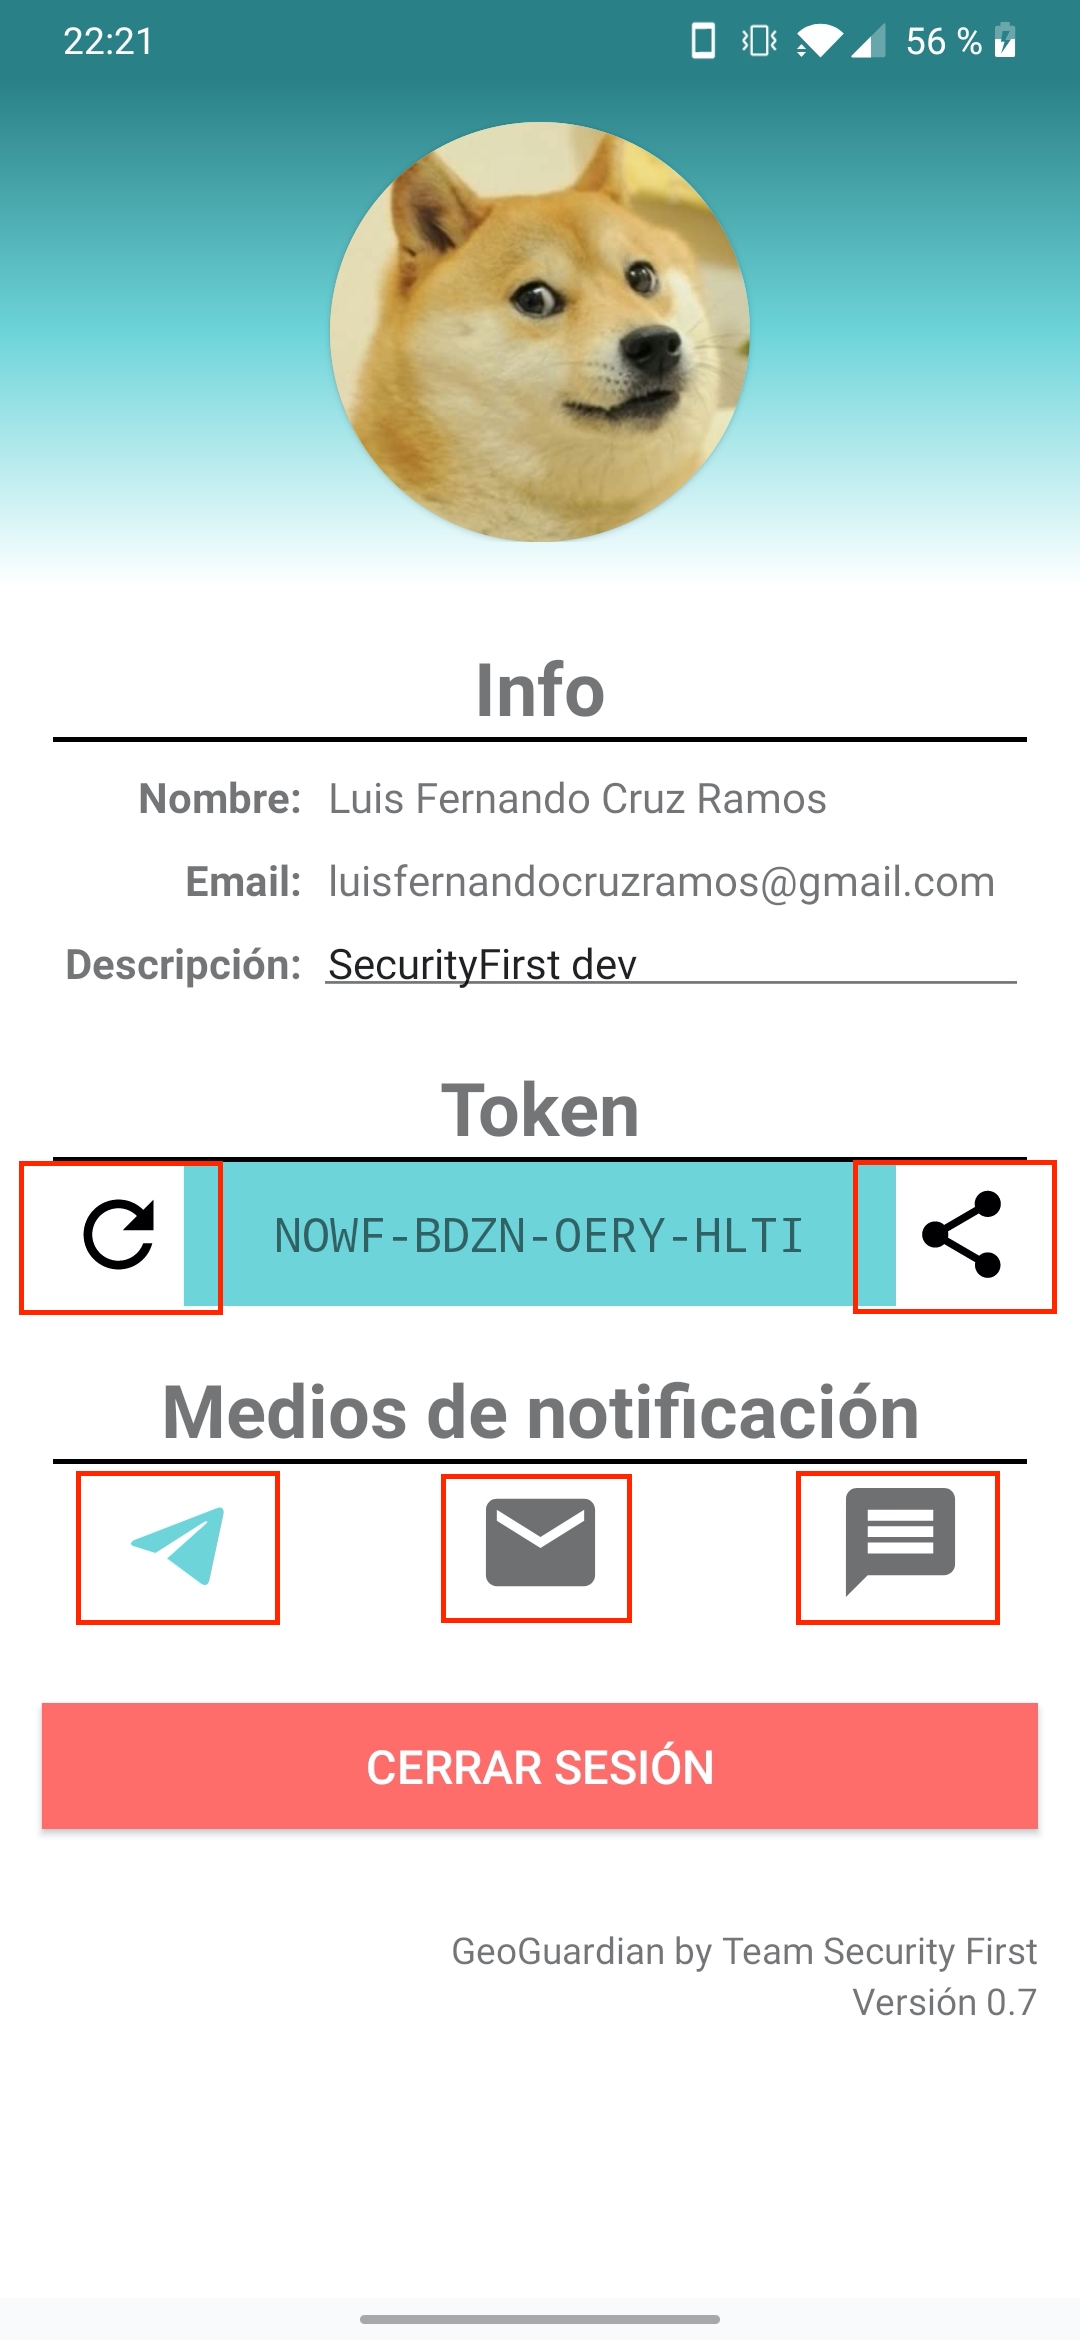 22:21 56 %
Info
Nombre: Luis Fernando Cruz Ramos
Email: luisfernandocruzramos@gmail.com
Descripción: SecurityFirst dev
Token
NOWF-BDZN-OERY-HLTI
Medios de notificación
CERRAR SESIÓN
GeoGuardian by Team Security First
Versión 0.7